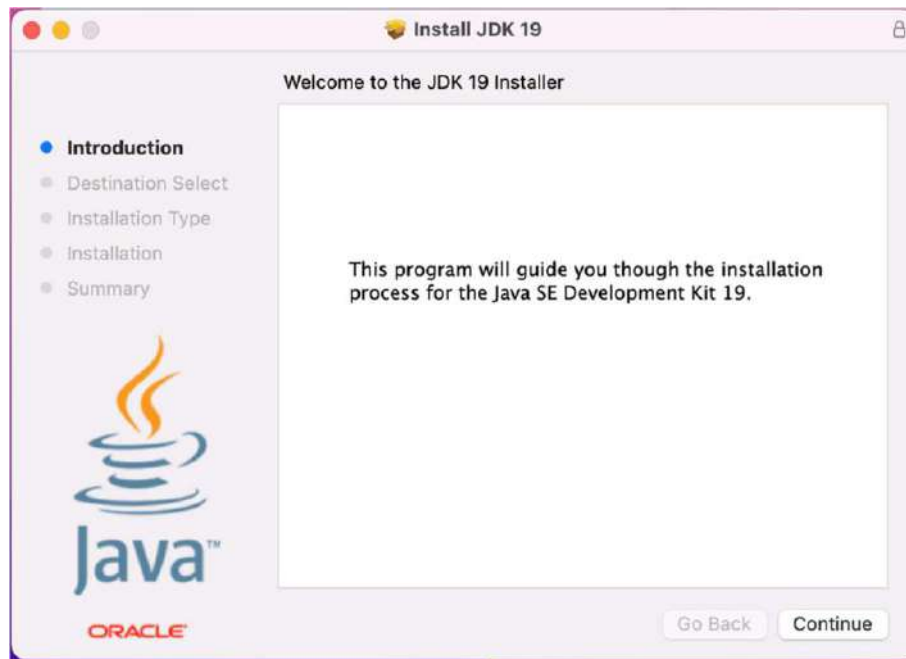 Install JDK 19
Welcome to the JDK 19 Installer
Introduction
Destination Select
Installation Type
Installation
Summary
This program will guide you though the installation
process for the Java SE Development Kit 19.
Java™
ORACLE
Go Back
Continue